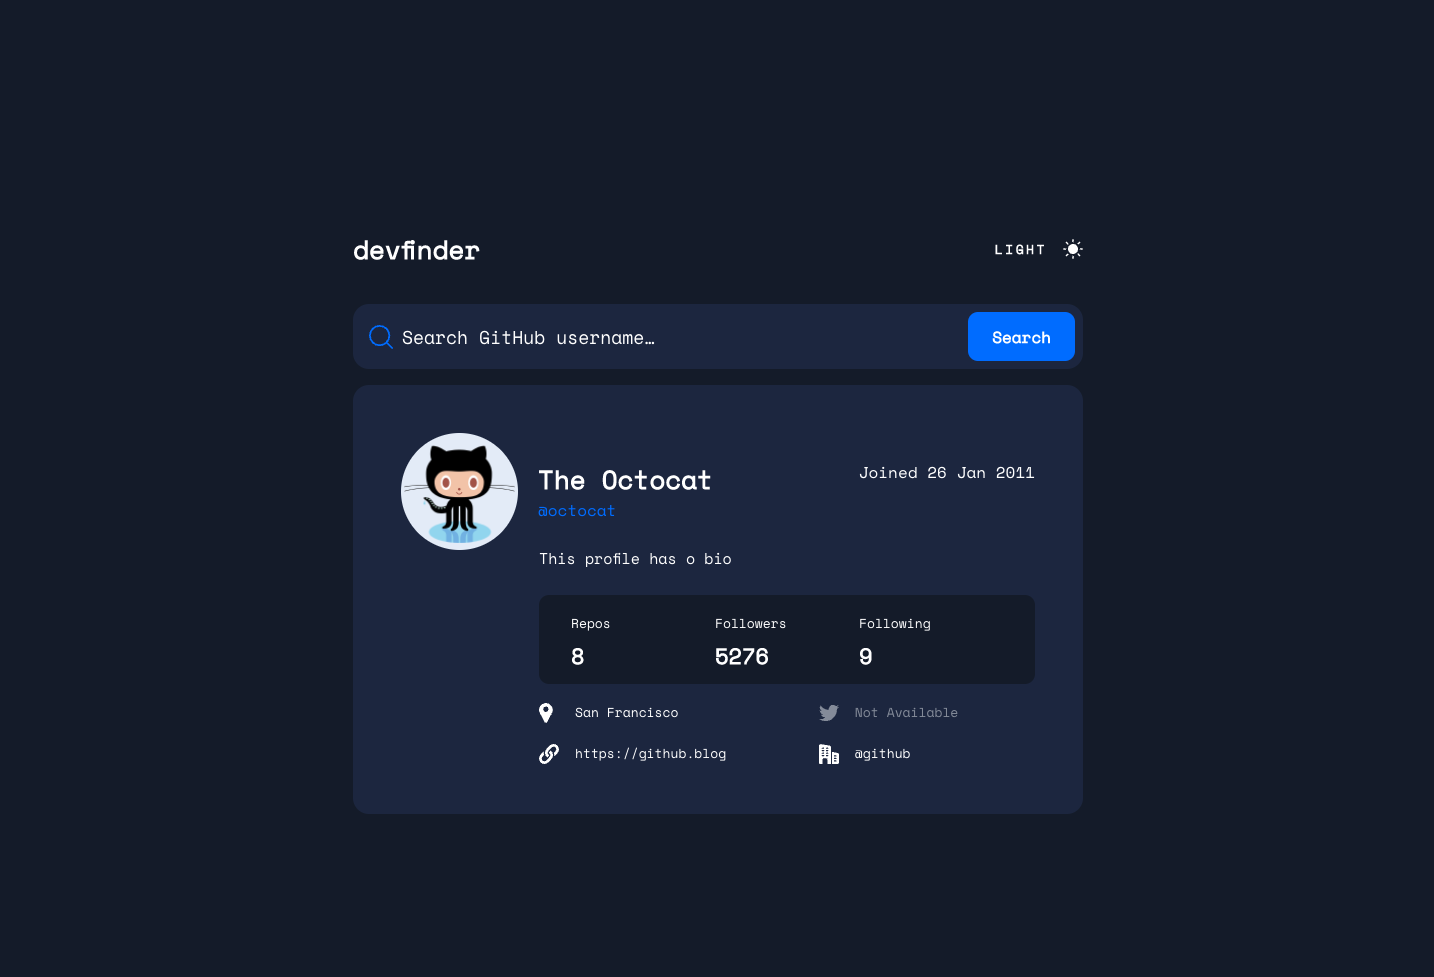 devfinder
LIGHT
Search GitHub username…
Search
The Octocat
Joined 26 Jan 2011
@octocat
This profile has o bio
Repos Followers Following
8 5276 9
San Francisco
Not Available
https://github.blog
@github